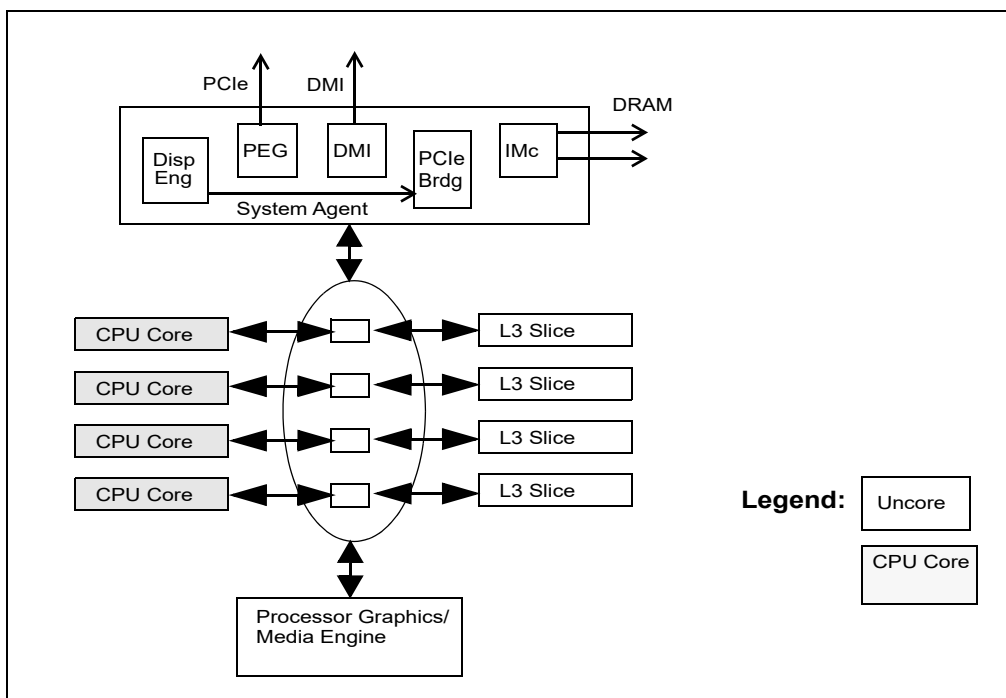 PCIe
DMI
DRAM
Disp
Eng
PEG
DMI
PCIe
Brdg
IMc
System Agent
CPU Core
L3 Slice
CPU Core
L3 Slice
CPU Core
L3 Slice
CPU Core
L3 Slice
Legend:
Uncore
CPU Core
Processor Graphics/
Media Engine